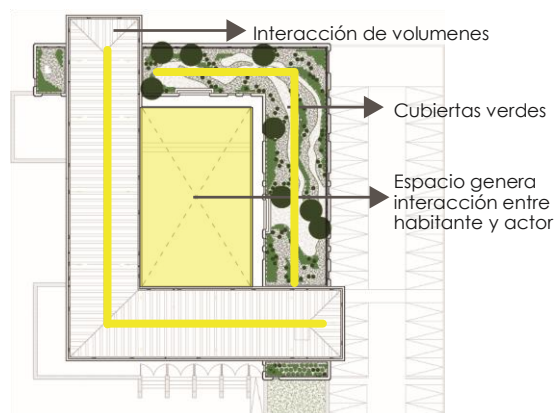 Interacción de volumenes
Cubiertas verdes
Espacio genera
interacción entre
habitante y actor